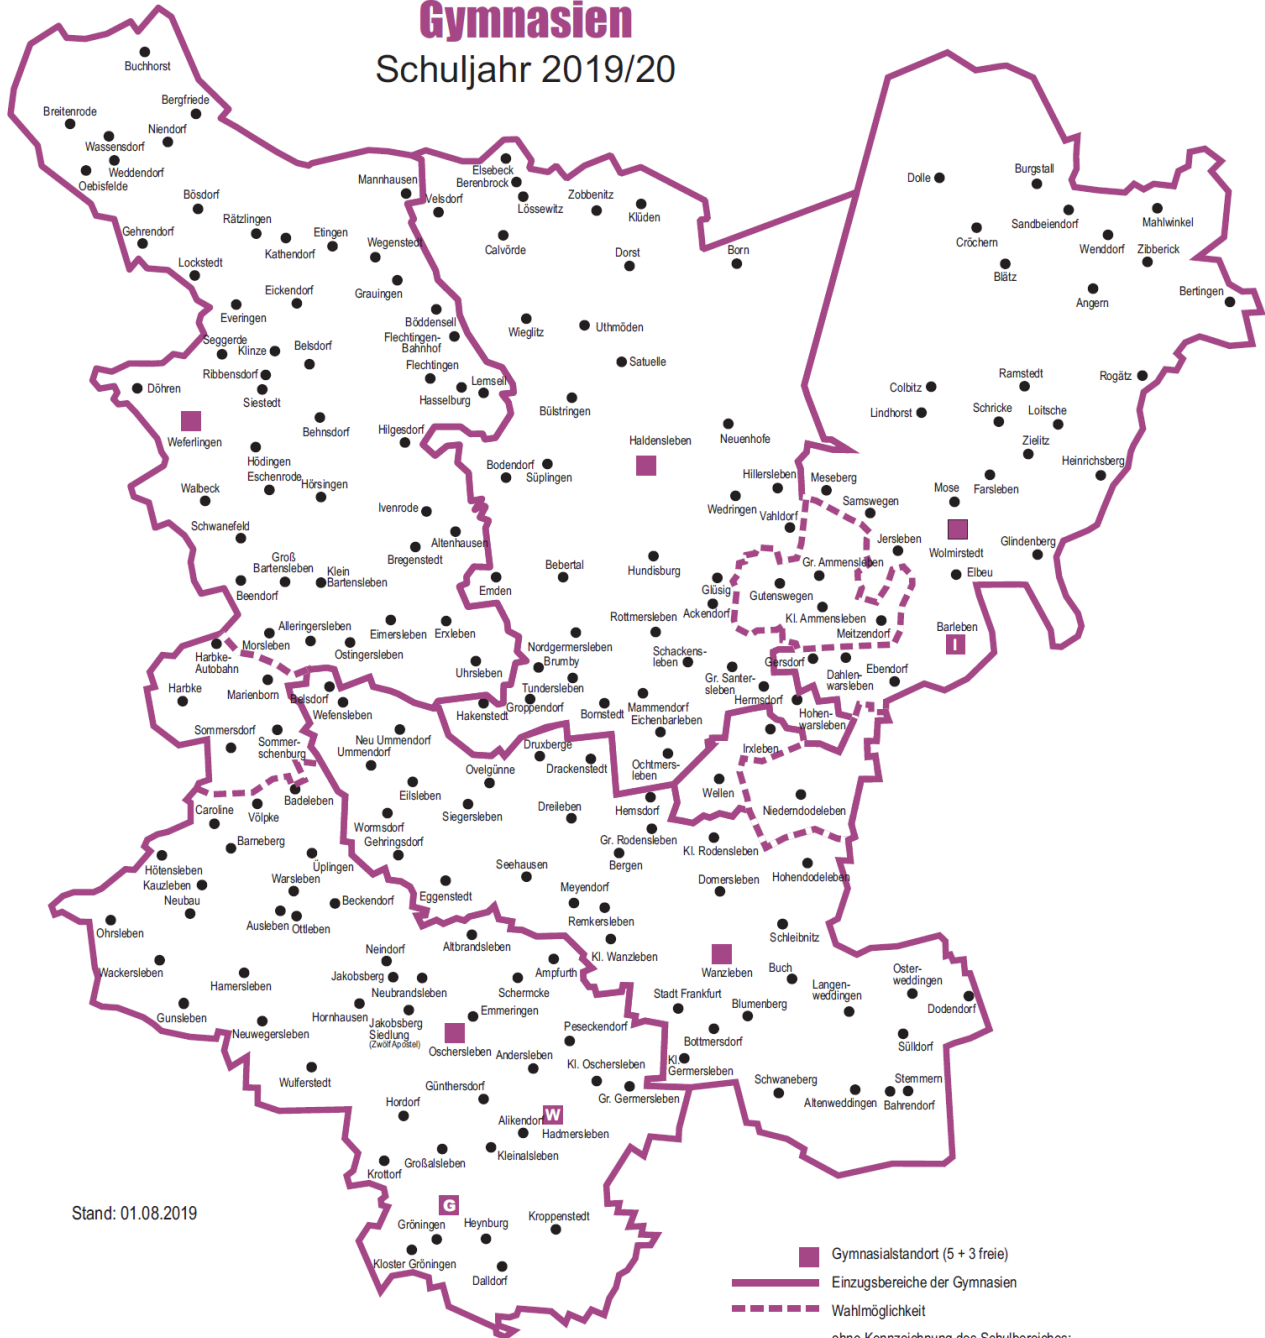 Gymnasien
Schuljahr 2019/20
Buchhorst
Bergfriede
Breitenrode
Niendorf
Wassensdorf
Weddendorf
Oebisfelde
Bösdorf
Rätzlingen
Gehrendorf
Kathendorf
Etingen
Lockstedt
Mannhausen
Velsdorf
Wegenstedt
Grauingen
Eickendorf
Everingen
Böddensell
Flechtingen-
Bahnhof
Seggerde
Klinze
Belsdorf
Ribbensdorf
Siestedt
Döhren
Flechtingen
Lemsell
Hasselburg
Weferlingen
Behnsdorf
Hilgesdorf
Hödingen
Eschenrode
Hörsingen
Walbeck
Schwanefeld
Ivenrode
Altenhausen
Bregenstedt
Groß
Bartensleben
Klein
Bartensleben
Beendorf
Emden
Alleringersleben
Morsleben
Ostingersleben
Eimersleben
Erxleben
Uhrsleben
Hakenstedt
Harbke-
Autobahn
Harbke
Marienborn
Belsdorf
Wefensleben
Sommersdorf
Sommer-
schenburg
Elsebeck
Berenbrock
Lössewitz
Zobbenitz
Klüden
Calvörde
Dorst
Born
Wieglitz
Uthmöden
Satuelle
Bülstringen
Neuenhofe
Haldensleben
Bodendorf
Süplingen
Hillersleben
Wedringen
Vahldorf
Bebertal
Hundisburg
Glüsig
Ackendorf
Rottmersleben
Nordgermersleben
Brumby
Tundersleben
Groppendorf
Schackens-
leben
Gr. Santer-
sleben
Hermsdorf
Bornstedt
Mammendorf
Eichenbarleben
Ochtmers-
leben
Druxberge
Drackenstedt
Dolle
Burgstall
Sandbeiendorf
Mahlwinkel
Cröchern
Wenddorf
Zibberick
Blätz
Angern
Bertingen
Colbitz
Ramstedt
Rogätz
Lindhorst
Schricke
Loitsche
Zielitz
Heinrichsberg
Farsleben
Mose
Meseberg
Samswegen
Wolmirstedt
Glindenberg
Jersleben
Elbeu
Gr. Ammensleben
Gutenswegen
Kl. Ammensleben
Meitzendorf
Barleben
I
Gersdorf
Dahlen-
warsleben
Ebendorf
Hohen-
warsleben
Irxleben
Wellen
Niederndodeleben
Neu Ummendorf
Ummendorf
Ovelgünne
Eilsleben
Siegersleben
Dreileben
Hemsdorf
Wormsdorf
Gehringsdorf
Gr. Rodensleben
Kl. Rodensleben
Bergen
Hohendodeleben
Domersleben
Seehausen
Eggenstedt
Meyendorf
Remkersleben
Kl. Wanzleben
Schleibnitz
Wanzleben
Buch
Stadt Frankfurt
Blumenberg
Langen-
weddingen
Oster-
weddingen
Dodendorf
Bottmersdorf
Sülldorf
Kl.
Germersleben
Schwaneberg
Altenweddingen
Stemmern
Bahrendorf
Badeleben
Völpke
Caroline
Barneberg
Üplingen
Hötensleben
Kauzleben
Neubau
Warsleben
Beckendorf
Ausleben
Ottleben
Ohrsleben
Wackersleben
Hamersleben
Gunsleben
Neuwegersleben
Wulferstedt
Altbrandsleben
Neindorf
Jakobsberg
Neubrandsleben
Ampfurth
Schermcke
Hornhausen
Jakobsberg
Siedlung
(Zwölf Apostel)
Emmeringen
Oschersleben
Peseckendorf
Andersleben
Kl. Oschersleben
Gr. Germersleben
Günthersdorf
Hordorf
Alikendorf
W
Hadmersleben
Kleinalsleben
Großalsleben
Krottorf
G
Gröningen
Heynburg
Kroppenstedt
Kloster Gröningen
Dalldorf
Stand: 01.08.2019
Gymnasialstandort (5 + 3 freie)
Einzugsbereiche der Gymnasien
Wahlmöglichkeit
ohne Kennzeichnung des Schulbereiches: